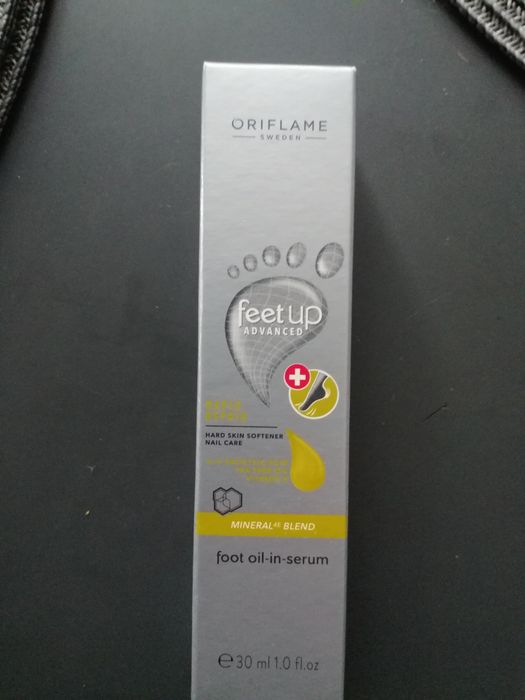 ORIFLAME
SWEDEN
feet up
ADVANCED
HARD SKIN SOFTENER
NAIL CARE
MINERAL⁴⁵ BLEND
foot oil-in-serum
℮ 30 ml 1.0 fl.oz